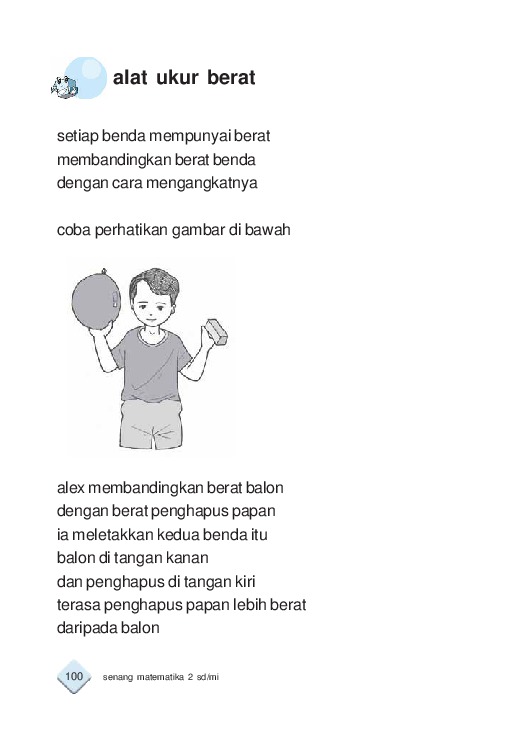 alat ukur berat
setiap benda mempunyai berat
membandingkan berat benda
dengan cara mengangkatnya
coba perhatikan gambar di bawah
alex membandingkan berat balon
dengan berat penghapus papan
ia meletakkan kedua benda itu
balon di tangan kanan
dan penghapus di tangan kiri
terasa penghapus papan lebih berat
daripada balon
100 senang matematika 2 sd/mi